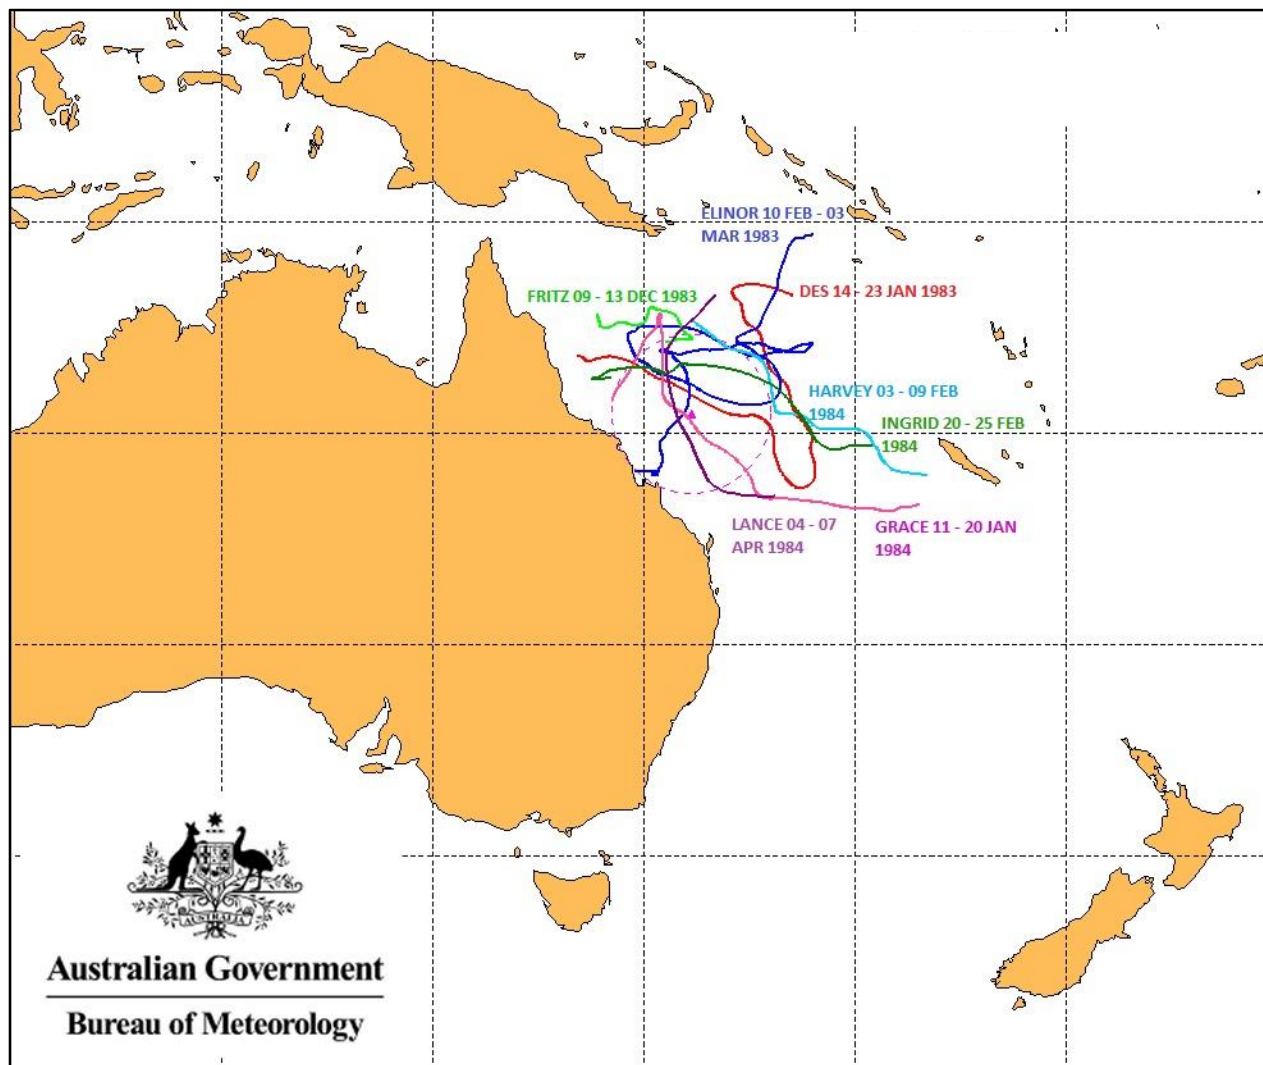 ELINOR 10 FEB - 03
MAR 1983
FRITZ 09 - 13 DEC 1983
DES 14 - 23 JAN 1983
HARVEY 03 - 09 FEB
1984
INGRID 20 - 25 FEB
1984
LANCE 04 - 07
APR 1984
GRACE 11 - 20 JAN
1984
AUSTRALIA
Australian Government
Bureau of Meteorology